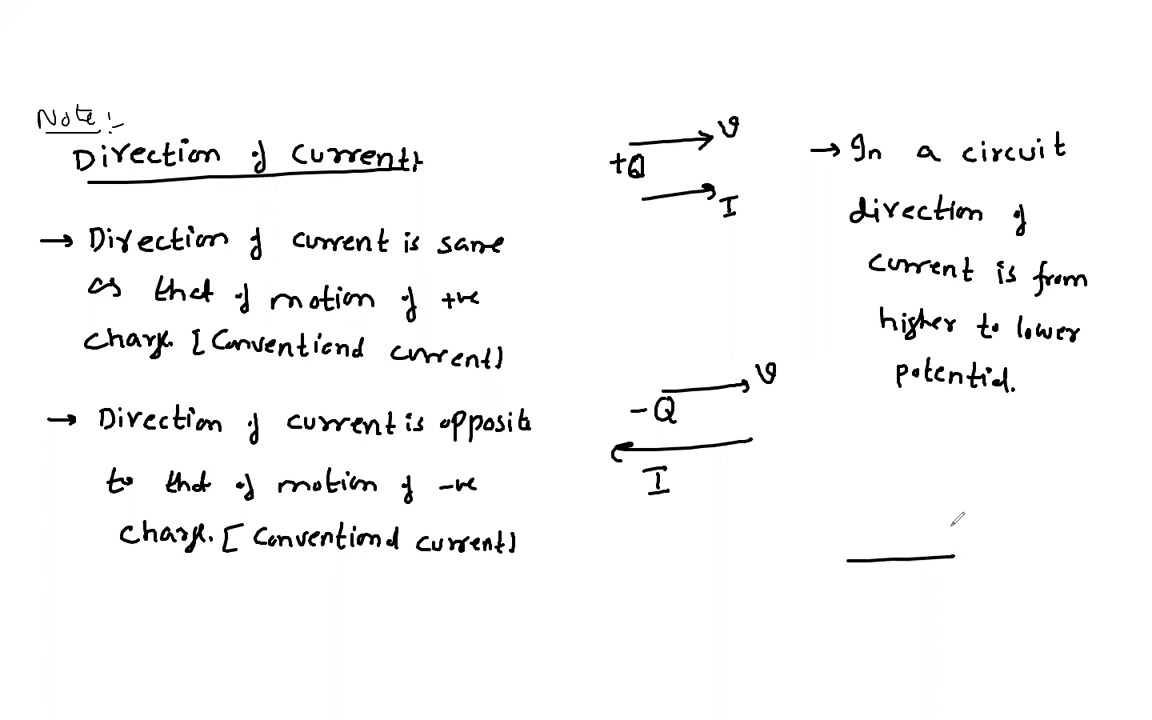 Note:-
Direction of current:
→ Direction of current is same
as that of motion of +ve
charge. [Conventional current]
→ Direction of current is opposite
to that of motion of -ve
charge. [Conventional current]
v
+Q
I
v
-Q
I
→ In a circuit
direction of
current is from
higher to lower
potential.